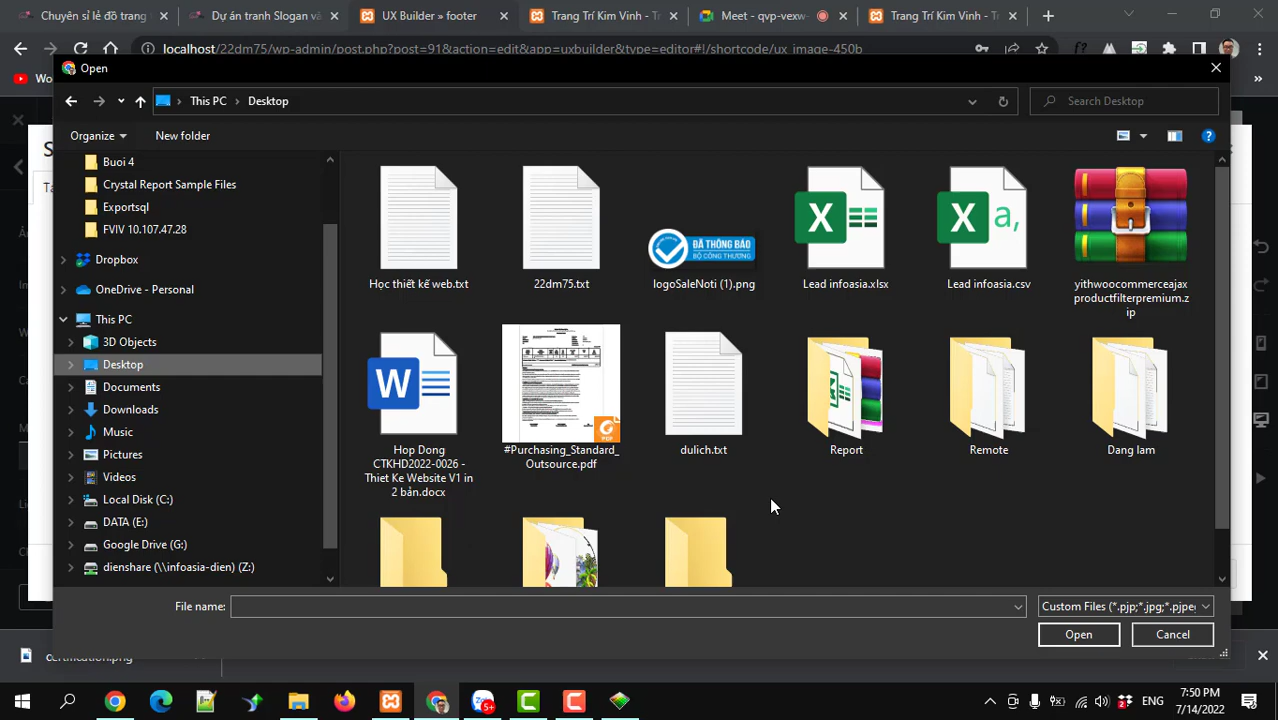 Chuyên sỉ lẻ đồ trang
Dự án tranh Slogan và
UX Builder » footer
Trang Trí Kim Vinh - Tr
Meet - qvp-vexw-
Trang Trí Kim Vinh - T
localhost/22dm75/wp-admin/post.php?post=91&action=edit&app=uxbuilder&type=editor#!/shortcode/ux_image-450b
Open
This PC > Desktop
Search Desktop
Organize
New folder
Buoi 4
Crystal Report Sample Files
Exportsql
FVIV 10.107.47.28
Dropbox
OneDrive - Personal
This PC
3D Objects
Desktop
Documents
Downloads
Music
Pictures
Videos
Local Disk (C:)
DATA (E:)
Google Drive (G:)
dienshare (\\infoasia-dien) (Z:)
ĐÃ THÔNG BÁO
BỘ CÔNG THƯƠNG
Học thiết kế web.txt
22dm75.txt
logoSaleNoti (1).png
Lead infoasia.xlsx
Lead infoasia.csv
yithwoocommerceajax
productfilterpremium.z
ip
Hop Dong
CTKHD2022-0026 -
Thiet Ke Website V1 in
2 bản.docx
#Purchasing_Standard_
Outsource.pdf
dulich.txt
Report
Remote
Dang lam
File name:
Custom Files (*.pjp;*.jpg;*.pjpe
Open
Cancel
certification.png
ENG
7:50 PM
7/14/2022